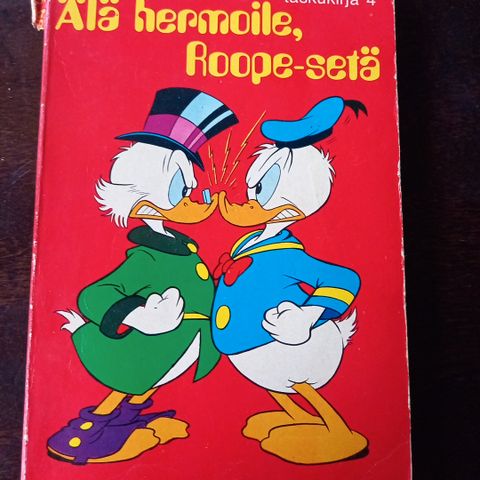 taskukirja 4
Älä hermoile,
Roope-setä